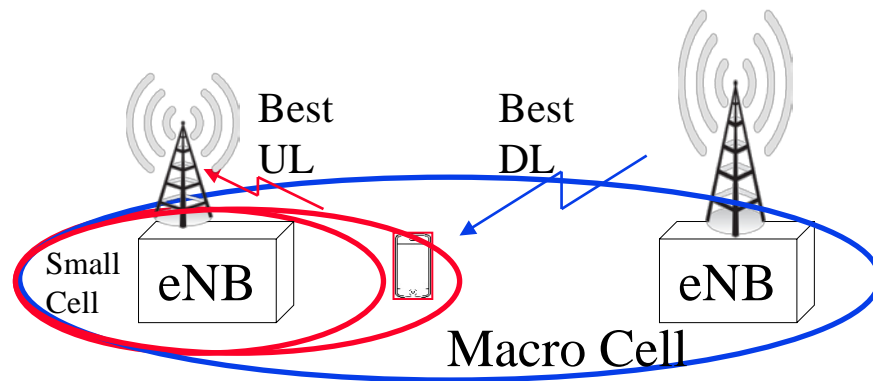 Best
UL
Best
DL
Small
Cell
eNB
eNB
Macro Cell